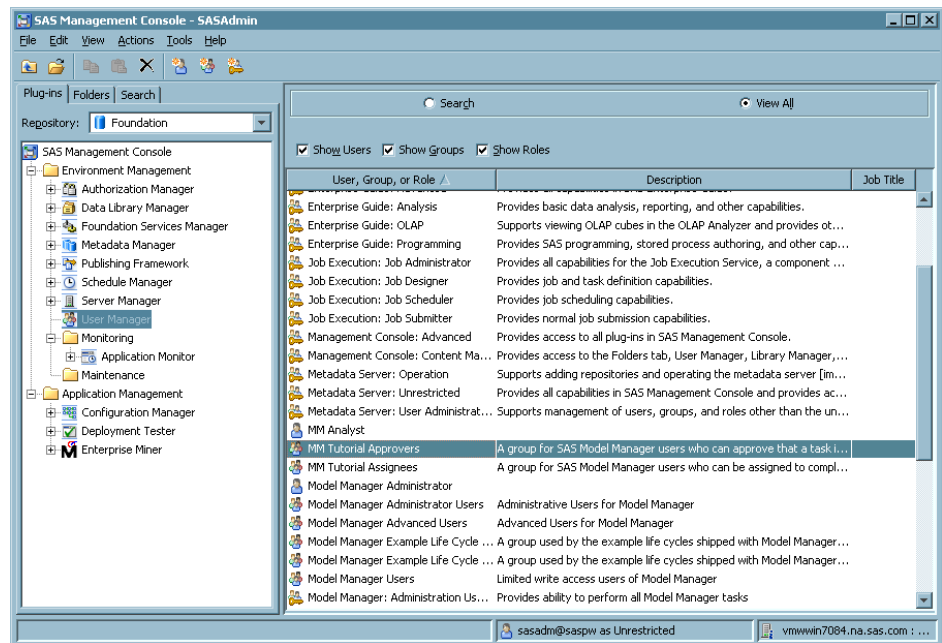 SAS Management Console - SASAdmin
File Edit View Actions Tools Help
Plug-ins Folders Search
Repository: Foundation
SAS Management Console
Environment Management
Authorization Manager
Data Library Manager
Foundation Services Manager
Metadata Manager
Publishing Framework
Schedule Manager
Server Manager
User Manager
Monitoring
Application Monitor
Maintenance
Application Management
Configuration Manager
Deployment Tester
Enterprise Miner
Search View All
Show Users Show Groups Show Roles
User, Group, or Role Description Job Title
Enterprise Guide: Analysis Provides basic data analysis, reporting, and other capabilities.
Enterprise Guide: OLAP Supports viewing OLAP cubes in the OLAP Analyzer and provides ot...
Enterprise Guide: Programming Provides SAS programming, stored process authoring, and other cap...
Job Execution: Job Administrator Provides all capabilities for the Job Execution Service, a component ...
Job Execution: Job Designer Provides job and task definition capabilities.
Job Execution: Job Scheduler Provides job scheduling capabilities.
Job Execution: Job Submitter Provides normal job submission capabilities.
Management Console: Advanced Provides access to all plug-ins in SAS Management Console.
Management Console: Content Ma... Provides access to the Folders tab, User Manager, Library Manager,...
Metadata Server: Operation Supports adding repositories and operating the metadata server [im...
Metadata Server: Unrestricted Provides all capabilities in SAS Management Console and provides ac...
Metadata Server: User Administrat... Supports management of users, groups, and roles other than the un...
MM Analyst
MM Tutorial Approvers A group for SAS Model Manager users who can approve that a task i...
MM Tutorial Assignees A group for SAS Model Manager users who can be assigned to compl...
Model Manager Administrator
Model Manager Administrator Users Administrative Users for Model Manager
Model Manager Advanced Users Advanced Users for Model Manager
Model Manager Example Life Cycle ... A group used by the example life cycles shipped with Model Manager...
Model Manager Example Life Cycle ... A group used by the example life cycles shipped with Model Manager...
Model Manager Users Limited write access users of Model Manager
Model Manager: Administration Us... Provides ability to perform all Model Manager tasks
sasadm@saspw as Unrestricted vmwwin7084.na.sas.com : ...